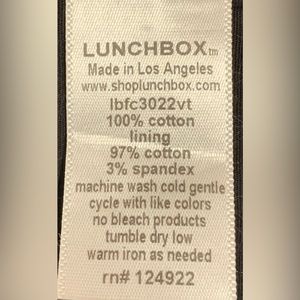 LUNCHBOX™
Made in Los Angeles
www.shoplunchbox.com
lbfc3022vt
100% cotton
lining
97% cotton
3% spandex
machine wash cold gentle
cycle with like colors
no bleach products
tumble dry low
warm iron as needed
rn# 124922